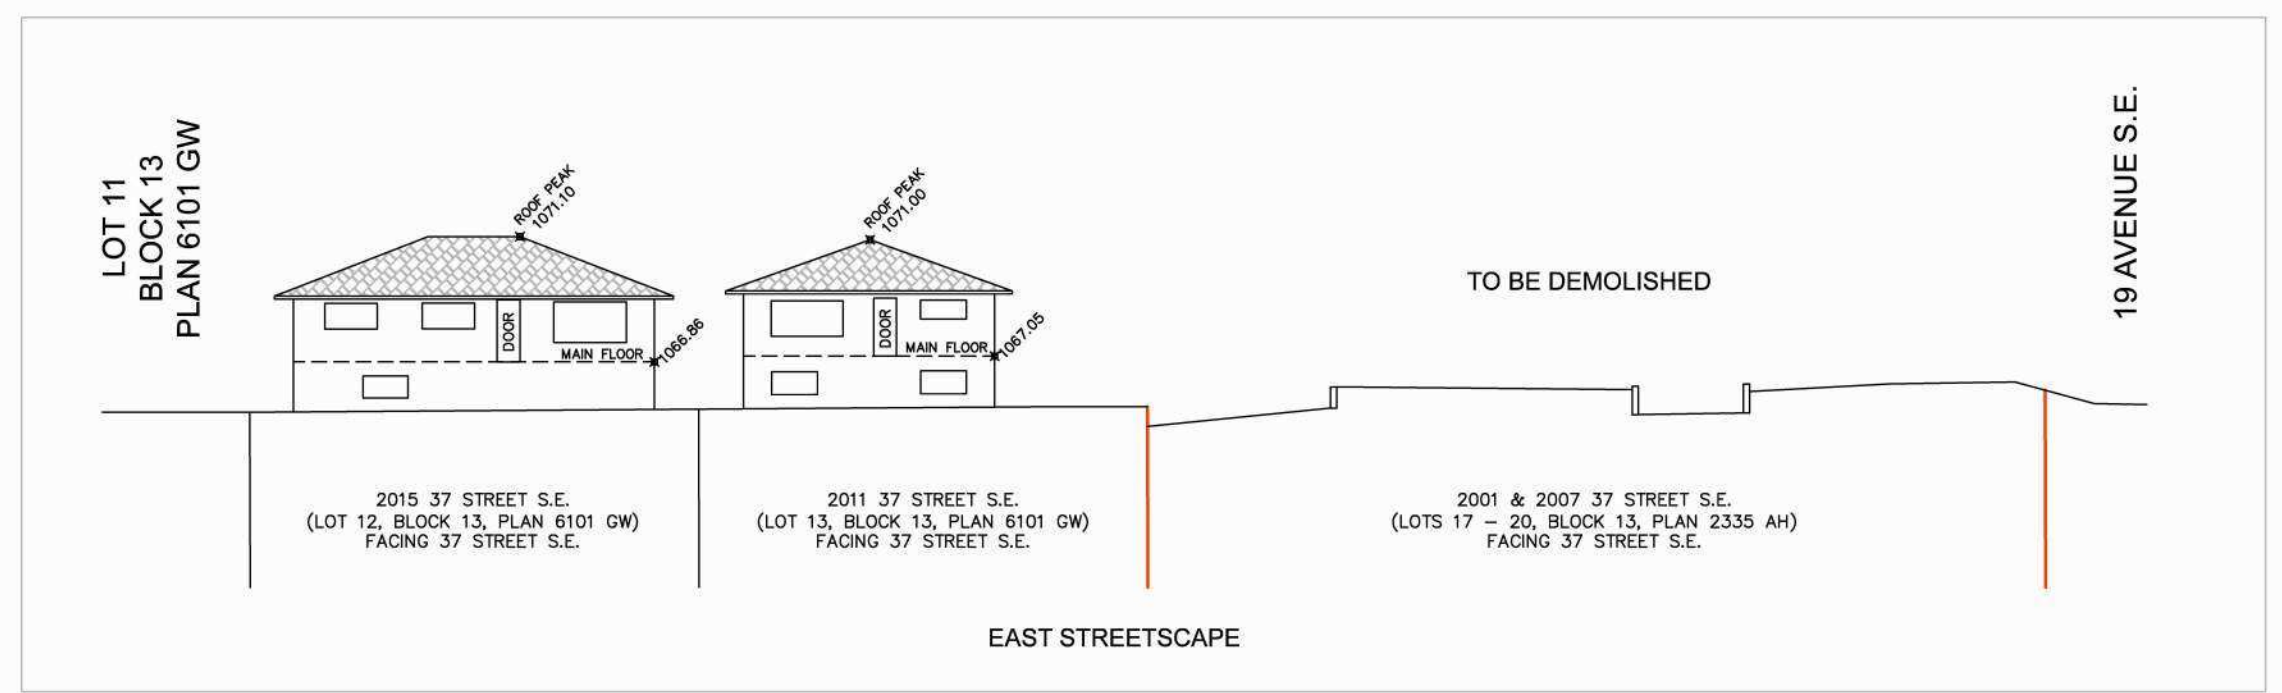 LOT 11
BLOCK 13
PLAN 6101 GW
ROOF PEAK
1071.10
DOOR
MAIN FLOOR
1066.86
ROOF PEAK
1071.00
DOOR
MAIN FLOOR
1067.05
TO BE DEMOLISHED
19 AVENUE S.E.
2015 37 STREET S.E.
(LOT 12, BLOCK 13, PLAN 6101 GW)
FACING 37 STREET S.E.
2011 37 STREET S.E.
(LOT 13, BLOCK 13, PLAN 6101 GW)
FACING 37 STREET S.E.
2001 & 2007 37 STREET S.E.
(LOTS 17 – 20, BLOCK 13, PLAN 2335 AH)
FACING 37 STREET S.E.
EAST STREETSCAPE